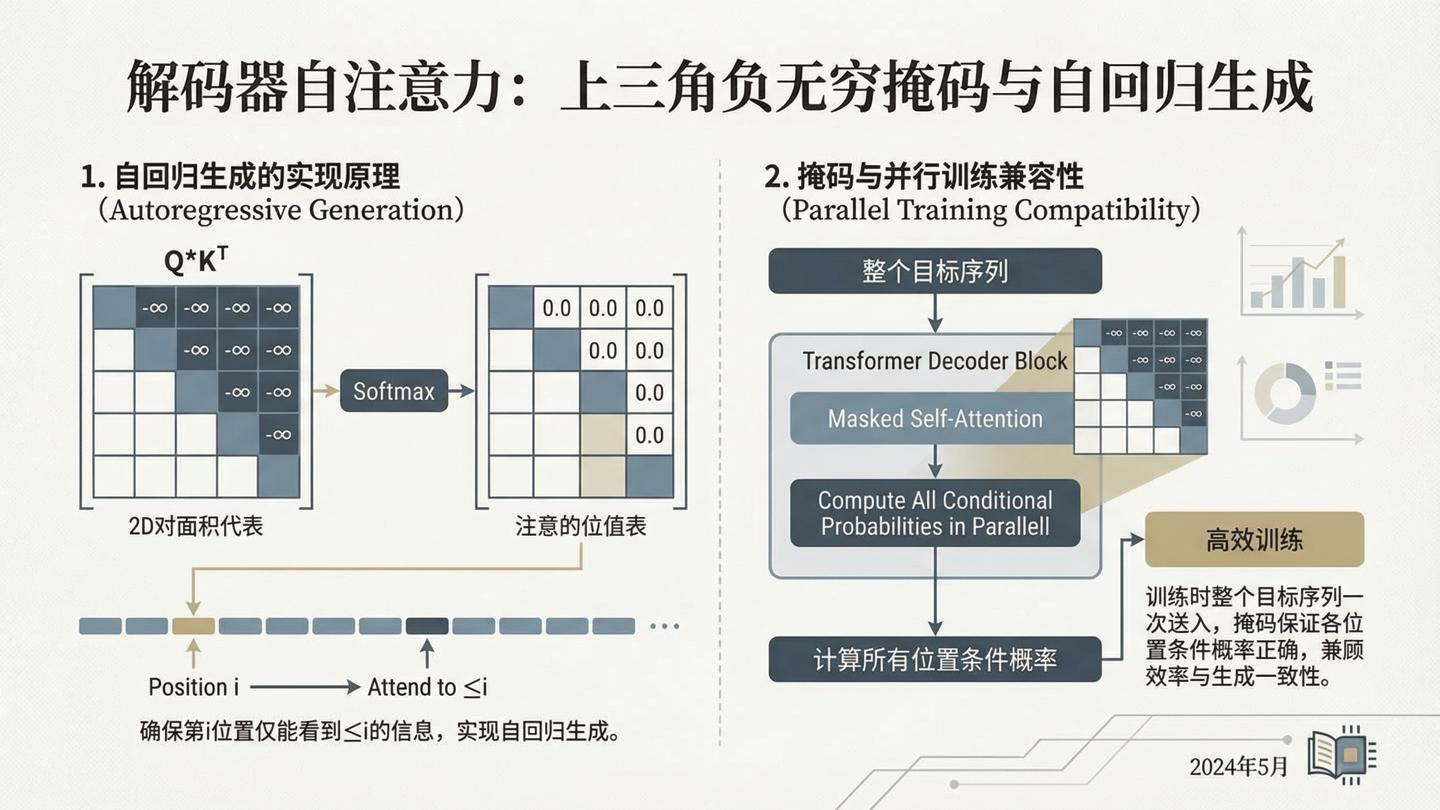 解码器自注意力：上三角负无穷掩码与自回归生成
1. 自回归生成的实现原理
（Autoregressive Generation）
Q*K^T
-∞ -∞ -∞ -∞
-∞ -∞ -∞
-∞ -∞
-∞
2D对面积代表
Softmax
0.0 0.0 0.0
0.0 0.0
0.0
0.0
注意的位值表
...
Position i
Attend to ≤i
确保第i位置仅能看到≤i的信息，实现自回归生成。
2. 掩码与并行训练兼容性
（Parallel Training Compatibility）
整个目标序列
Transformer Decoder Block
Masked Self-Attention
-∞ -∞ -∞ -∞
-∞ -∞ -∞
-∞ -∞
-∞
Compute All Conditional
Probabilities in Parallell
计算所有位置条件概率
高效训练
训练时整个目标序列一
次送入，掩码保证各位
置条件概率正确，兼顾
效率与生成一致性。
2024年5月